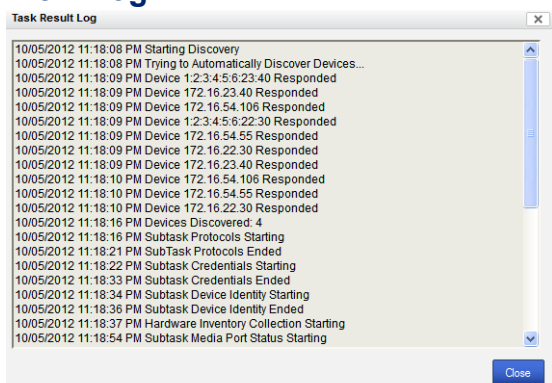 Task Result Log
10/05/2012 11:18:08 PM Starting Discovery
10/05/2012 11:18:08 PM Trying to Automatically Discover Devices...
10/05/2012 11:18:09 PM Device 1:2:3:4:5:6:23:40 Responded
10/05/2012 11:18:09 PM Device 172.16.23.40 Responded
10/05/2012 11:18:09 PM Device 172.16.54.106 Responded
10/05/2012 11:18:09 PM Device 1:2:3:4:5:6:22:30 Responded
10/05/2012 11:18:09 PM Device 172.16.54.55 Responded
10/05/2012 11:18:09 PM Device 172.16.22.30 Responded
10/05/2012 11:18:09 PM Device 172.16.23.40 Responded
10/05/2012 11:18:10 PM Device 172.16.54.106 Responded
10/05/2012 11:18:10 PM Device 172.16.54.55 Responded
10/05/2012 11:18:10 PM Device 172.16.22.30 Responded
10/05/2012 11:18:16 PM Devices Discovered: 4
10/05/2012 11:18:16 PM Subtask Protocols Starting
10/05/2012 11:18:21 PM SubTask Protocols Ended
10/05/2012 11:18:22 PM Subtask Credentials Starting
10/05/2012 11:18:33 PM Subtask Credentials Ended
10/05/2012 11:18:34 PM Subtask Device Identity Starting
10/05/2012 11:18:36 PM Subtask Device Identity Ended
10/05/2012 11:18:37 PM Hardware Inventory Collection Starting
10/05/2012 11:18:54 PM Subtask Media Port Status Starting
Close